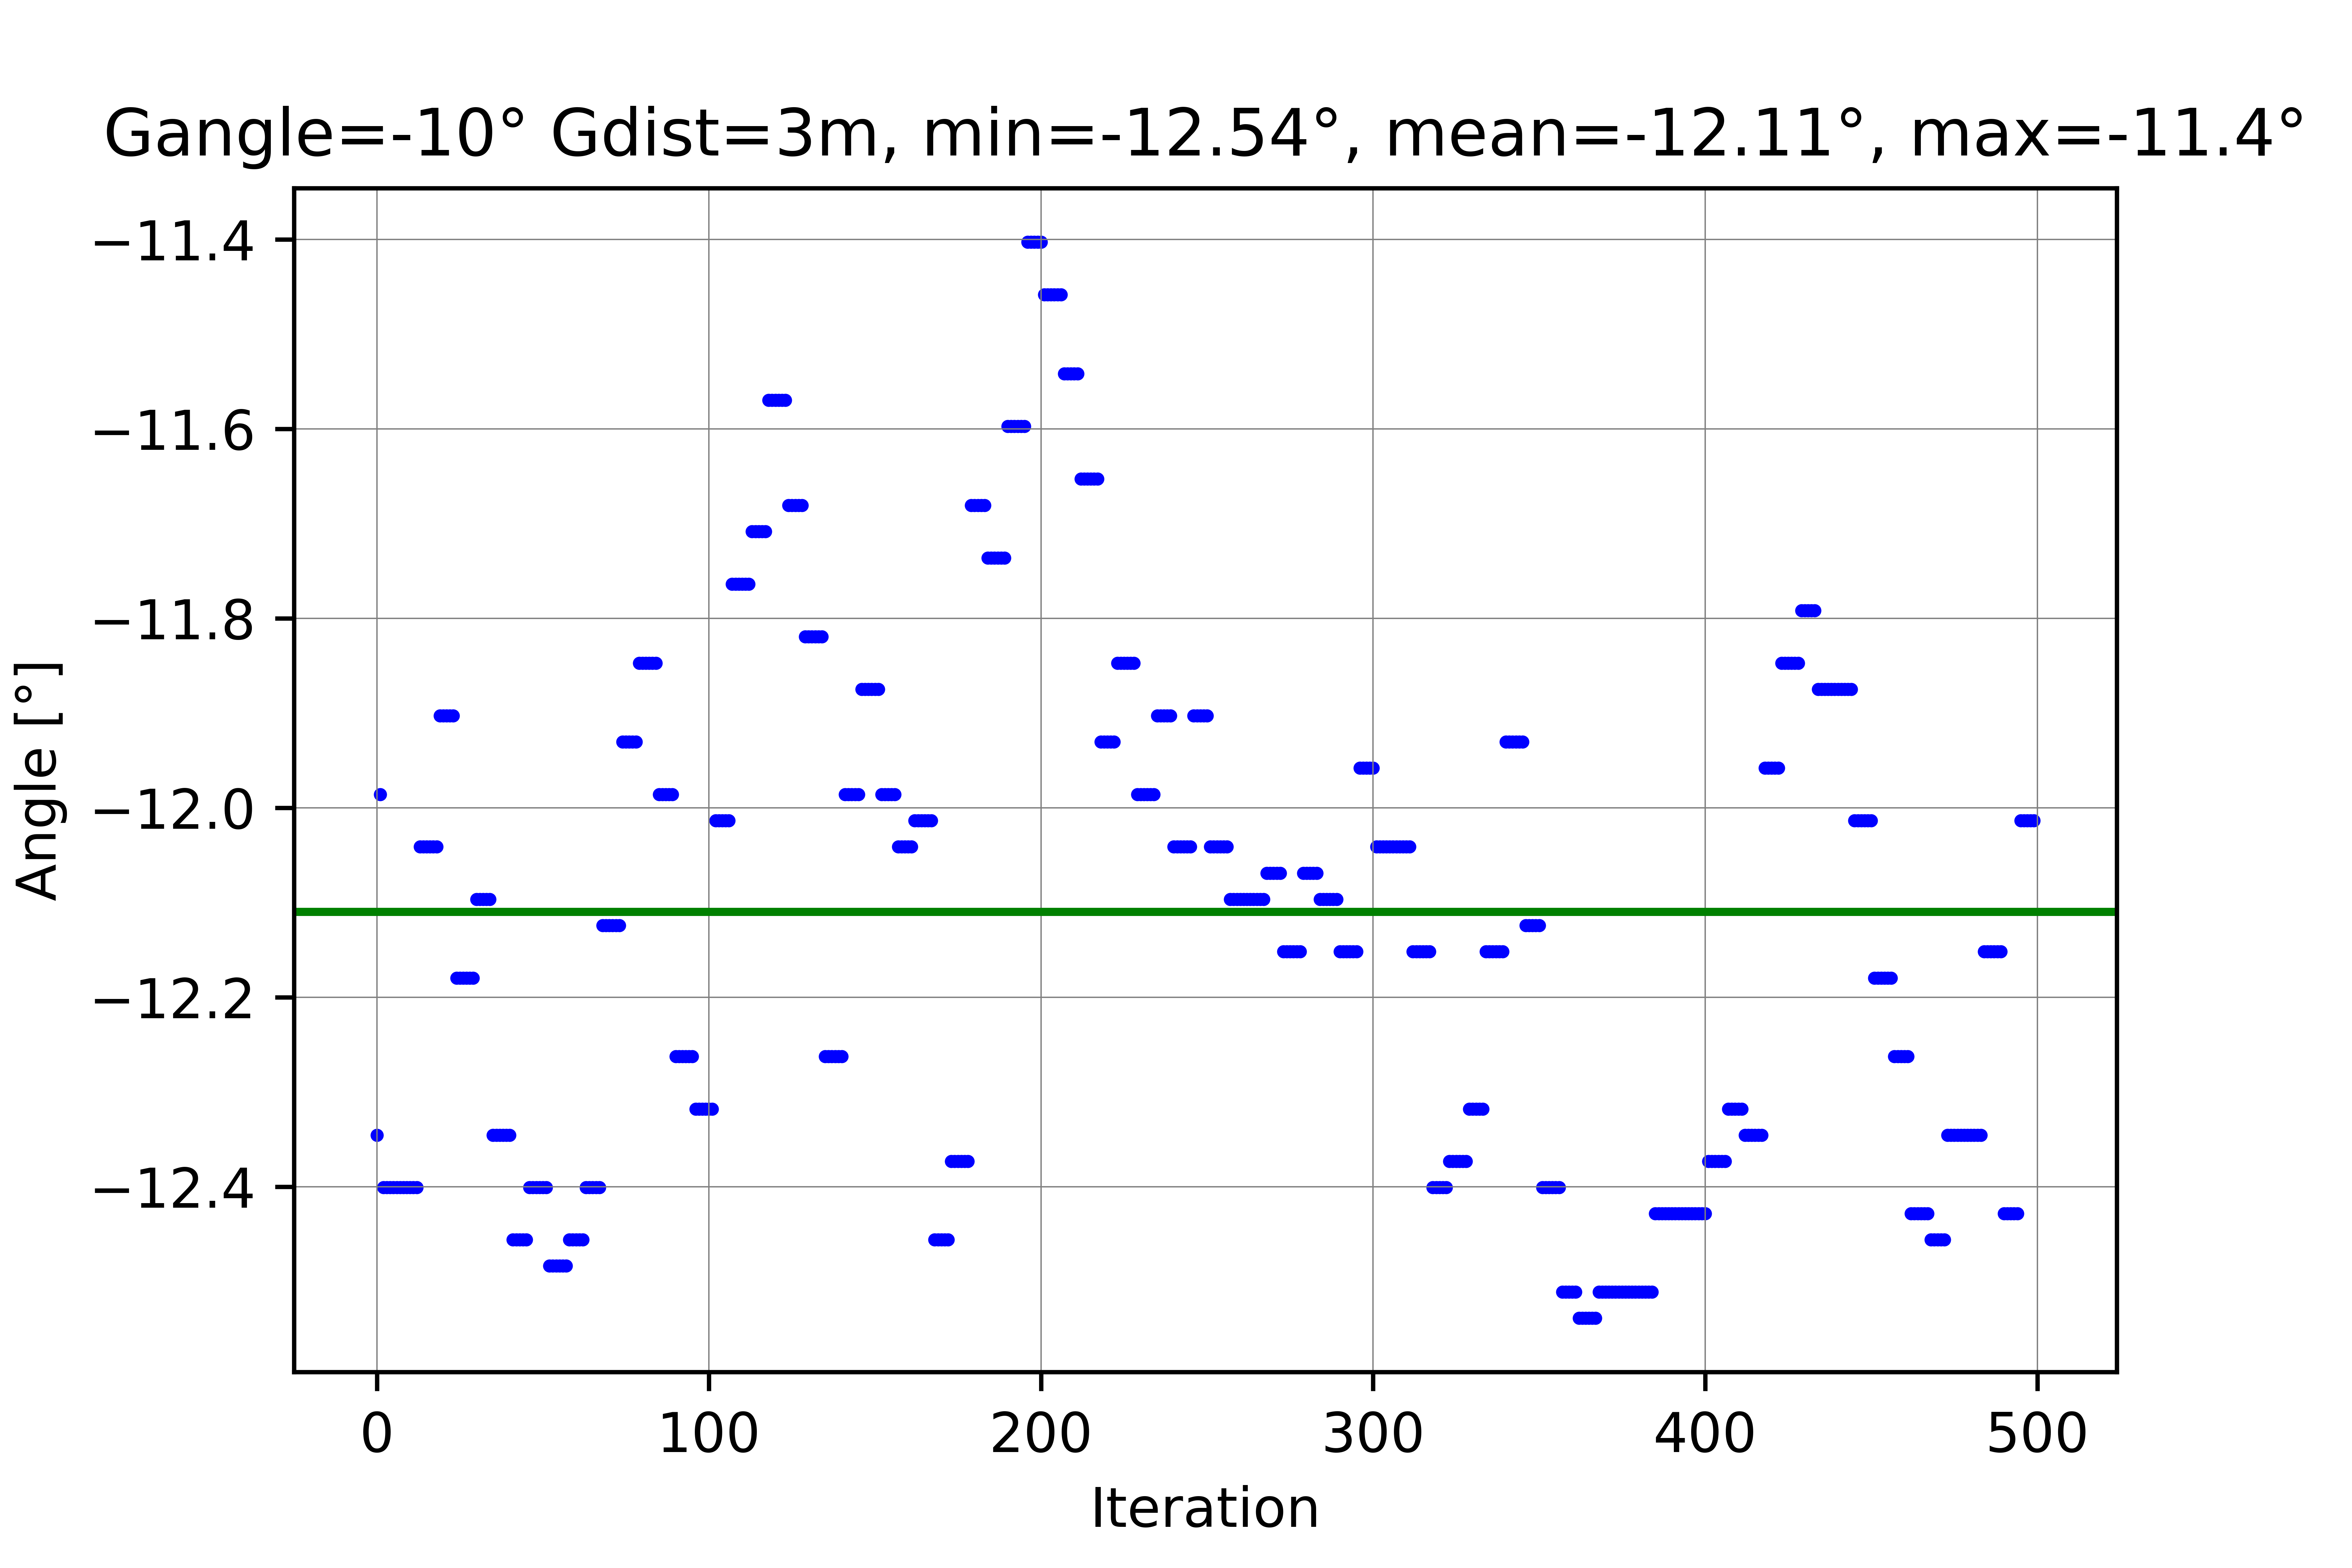 Gangle=-10° Gdist=3m, min=-12.54°, mean=-12.11°, max=-11.4°
−11.4
−11.6
−11.8
−12.0
−12.2
−12.4
Angle [°]
0 100 200 300 400 500
Iteration